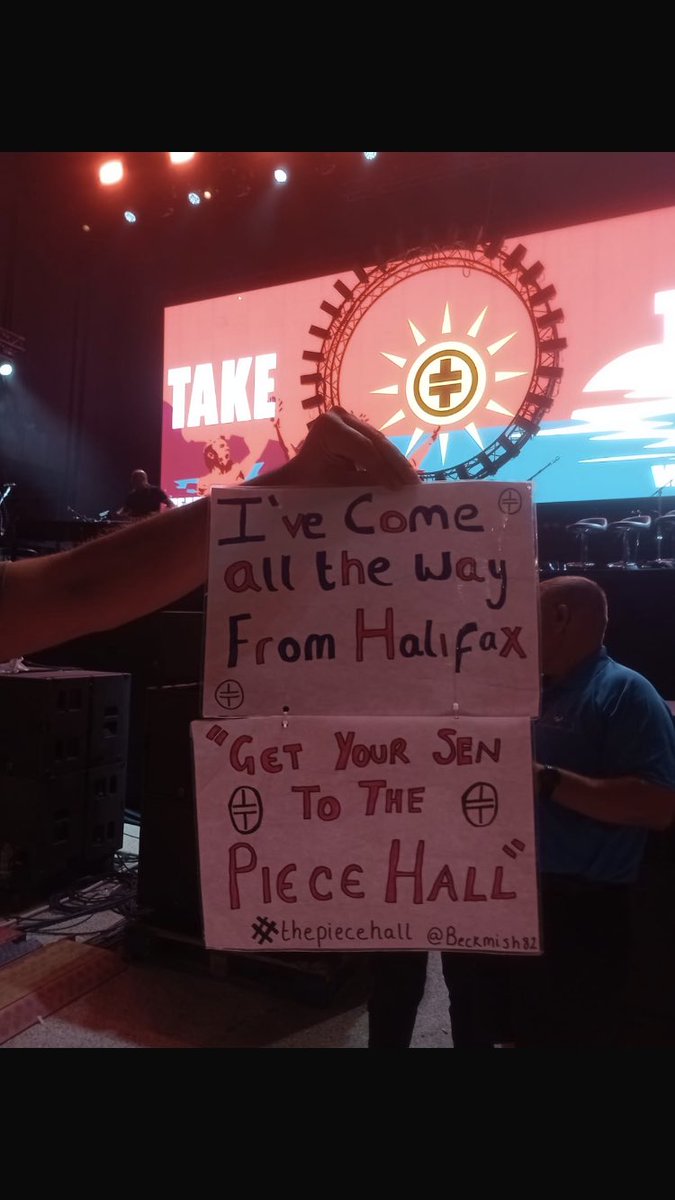 TAKE
I've Come
all the way
From Halifax
"Get Your Sen
To The
Piece Hall"
#thepiecehall @Beckmish82